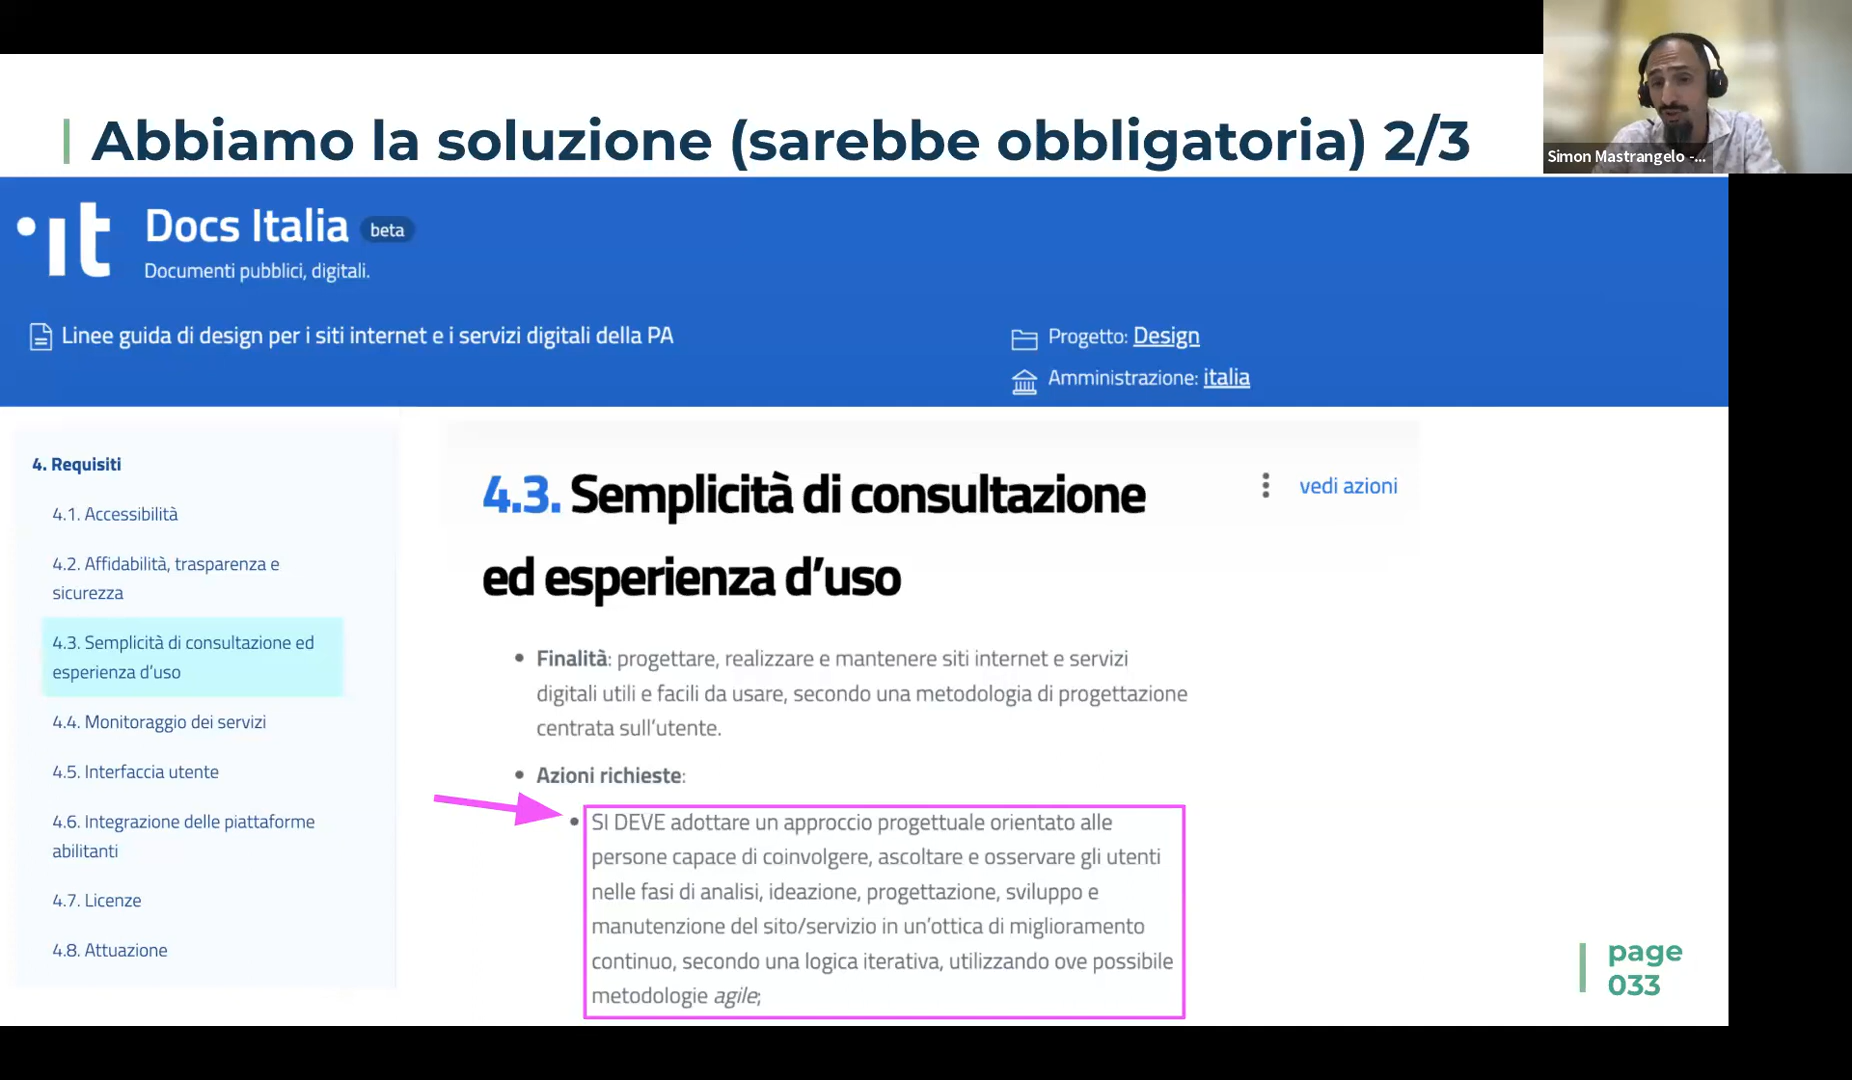 Abbiamo la soluzione (sarebbe obbligatoria) 2/3
Simon Mastrangelo -...
it
Docs Italia beta
Documenti pubblici, digitali.
Linee guida di design per i siti internet e i servizi digitali della PA
Progetto: Design
Amministrazione: italia
4. Requisiti
4.1. Accessibilità
4.2. Affidabilità, trasparenza e
sicurezza
4.3. Semplicità di consultazione ed
esperienza d’uso
4.4. Monitoraggio dei servizi
4.5. Interfaccia utente
4.6. Integrazione delle piattaforme
abilitanti
4.7. Licenze
4.8. Attuazione
4.3. Semplicità di consultazione
ed esperienza d’uso
vedi azioni
• Finalità: progettare, realizzare e mantenere siti internet e servizi
digitali utili e facili da usare, secondo una metodologia di progettazione
centrata sull’utente.
• Azioni richieste:
• SI DEVE adottare un approccio progettuale orientato alle
persone capace di coinvolgere, ascoltare e osservare gli utenti
nelle fasi di analisi, ideazione, progettazione, sviluppo e
manutenzione del sito/servizio in un’ottica di miglioramento
continuo, secondo una logica iterativa, utilizzando ove possibile
metodologie agile;
page
033